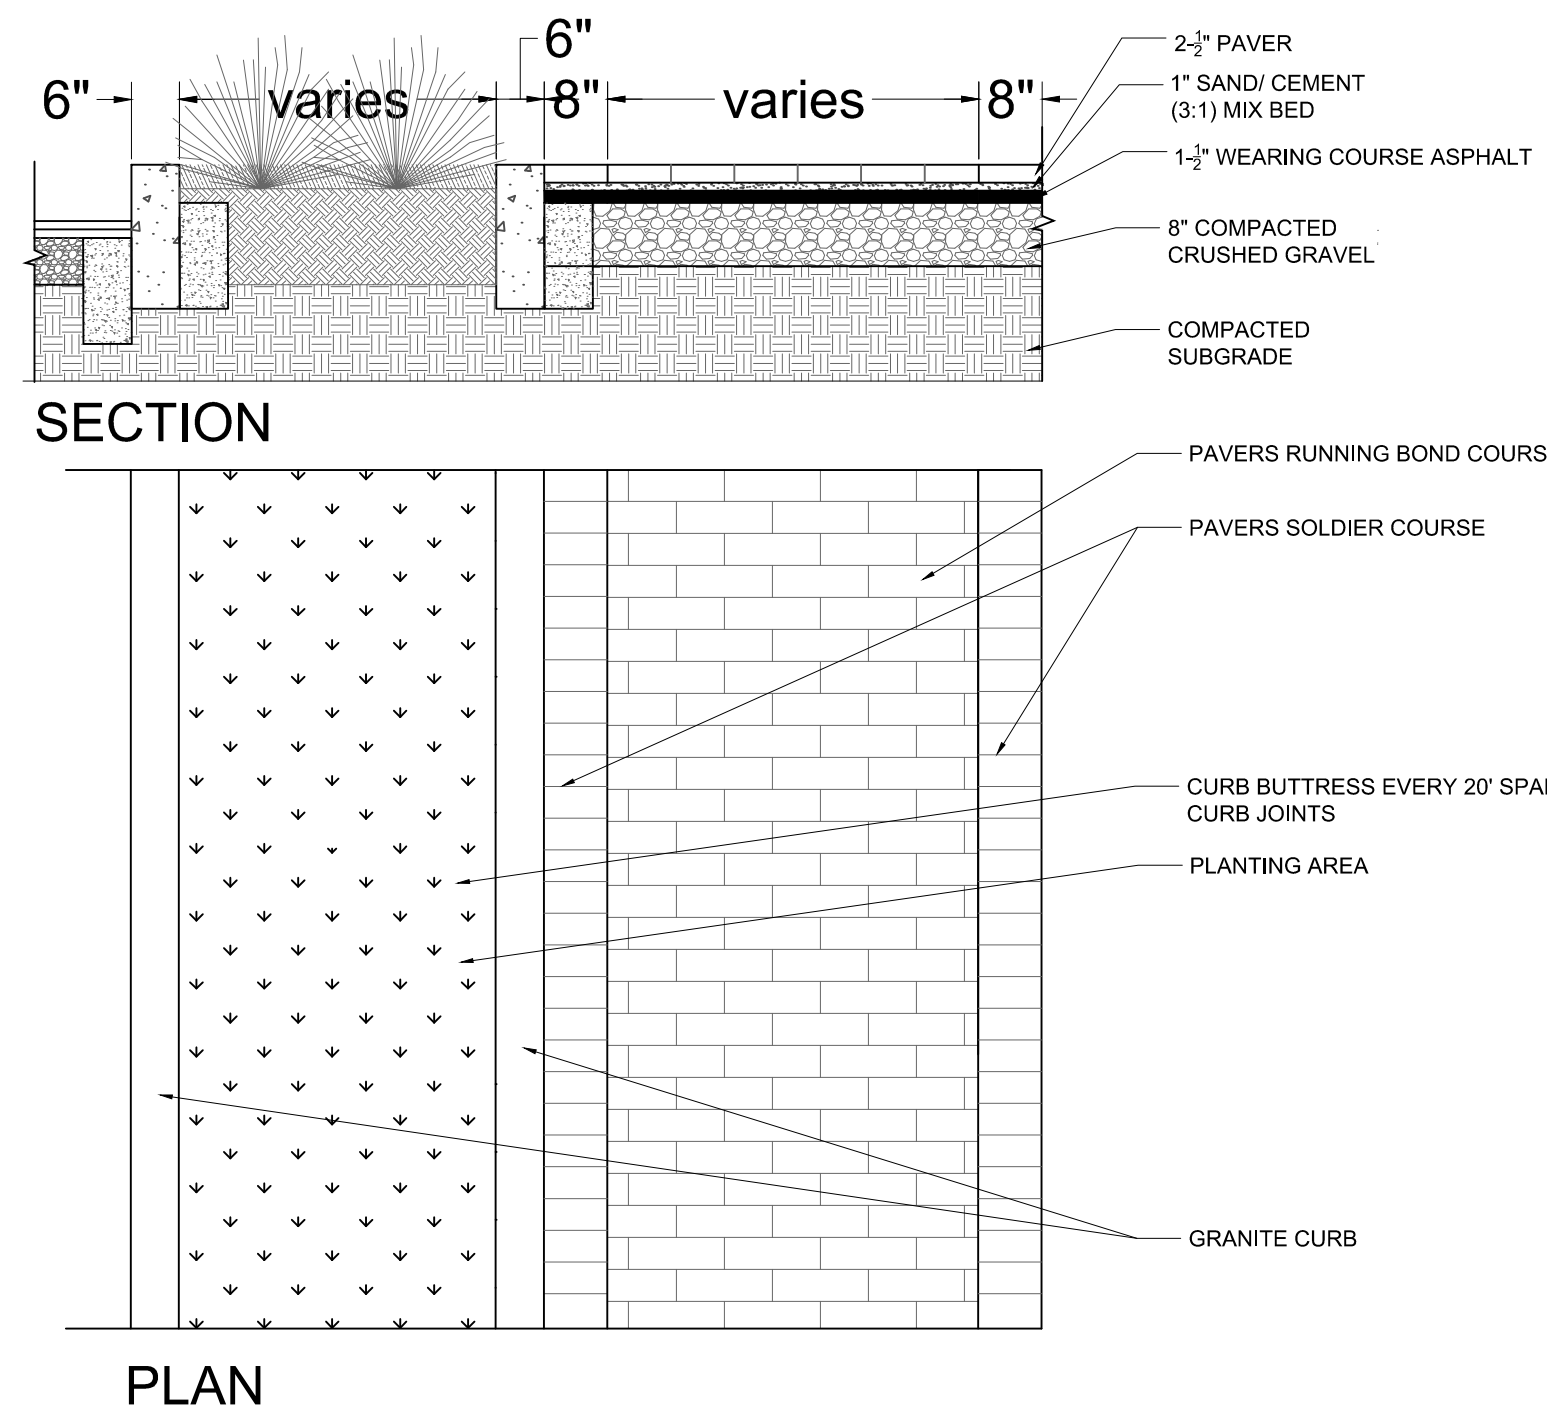 6"
6" varies 8" varies 8"
2-½" PAVER
1" SAND/ CEMENT
(3:1) MIX BED
1-½" WEARING COURSE ASPHALT
8" COMPACTED
CRUSHED GRAVEL
COMPACTED
SUBGRADE
SECTION
PAVERS RUNNING BOND COURS
PAVERS SOLDIER COURSE
CURB BUTTRESS EVERY 20' SPA
CURB JOINTS
PLANTING AREA
GRANITE CURB
PLAN